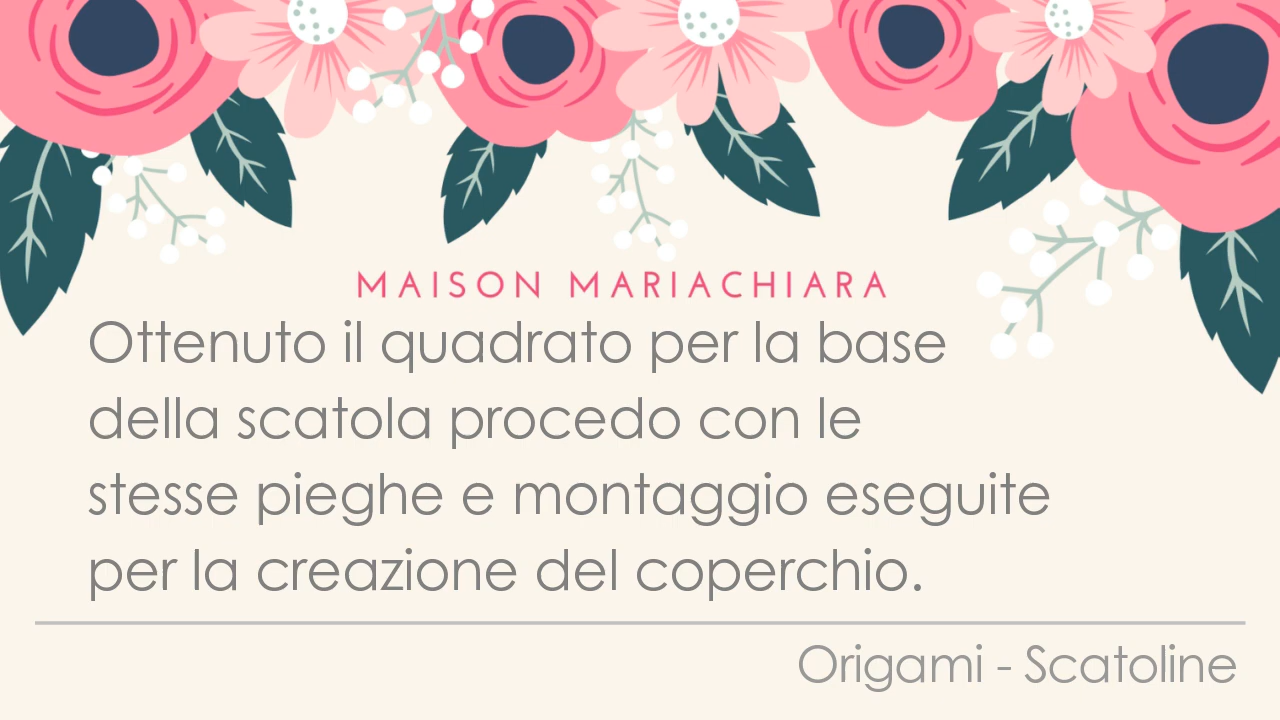 MAISON MARIACHIARA
Ottenuto il quadrato per la base
della scatola procedo con le
stesse pieghe e montaggio eseguite
per la creazione del coperchio.
Origami - Scatoline